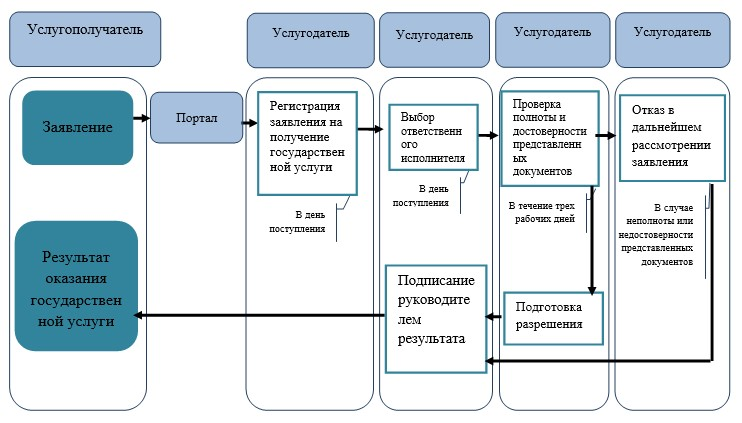 Услугополучатель
Услугодатель
Услугодатель
Услугодатель
Услугодатель
Заявление
Портал
Регистрация
заявления на
получение
государствен
ной услуги
В день
поступления
Выбор
ответственн
ого
исполнителя
В день
поступления
Проверка
полноты и
достоверности
представленн
ых
документов
В течение трех
рабочих дней
Отказ в
дальнейшем
рассмотрении
заявления
В случае
неполноты или
недостоверности
представленных
документов
Результат
оказания
государствен
ной услуги
Подписание
руководите
лем
результата
Подготовка
разрешения